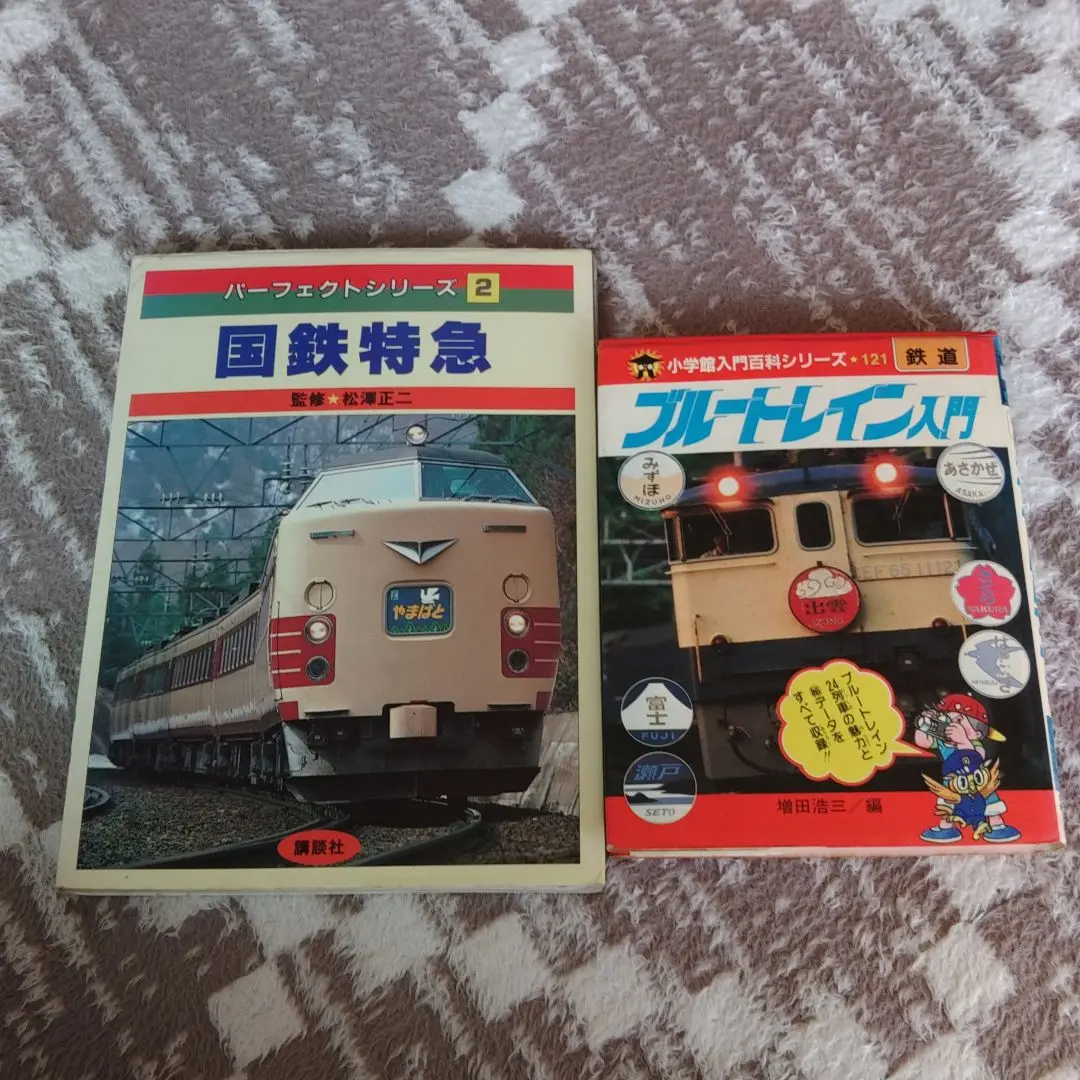 パーフェクトシリーズ 2
国鉄特急
監修★松澤正二
やまばと
講談社
小学館入門百科シリーズ★121
鉄道
ブルートレイン入門
みずほ
MIZUHO
あさかぜ
ASAKA
EF65 1112
出雲
IZUMO
さくら
SAKURA
富士
FUJI
瀬戸
SETO
ブルートレイン
24列車の魅力と
㊙データを
すべて収録!!
増田浩三/編